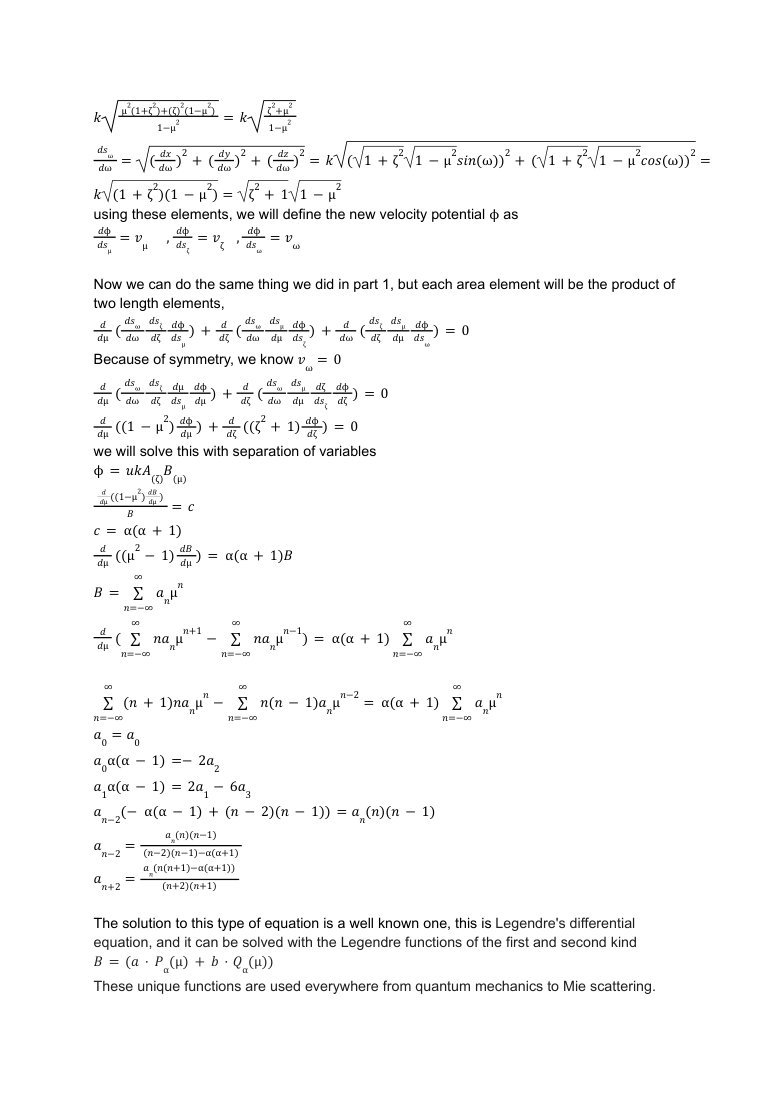 k√(μ²(1+ζ²)+(ζ)²(1−μ²) / 1−μ²) = k√(ζ²+μ² / 1−μ²)
ds_ω/dω = √((dx/dω)² + (dy/dω)² + (dz/dω)²) = k√((√(1 + ζ²)√(1 − μ²)sin(ω))² + (√(1 + ζ²)√(1 − μ²)cos(ω))²) =
k√((1 + ζ²)(1 − μ²)) = √(ζ² + 1)√(1 − μ²)
using these elements, we will define the new velocity potential ϕ as
dϕ/ds_μ = v_μ , dϕ/ds_ζ = v_ζ , dϕ/ds_ω = v_ω
Now we can do the same thing we did in part 1, but each area element will be the product of
two length elements,
d/dμ (ds_ω/dω ds_ζ/dζ dϕ/ds_μ) + d/dζ (ds_ω/dω ds_μ/dμ dϕ/ds_ζ) + d/dω (ds_ζ/dζ ds_μ/dμ dϕ/ds_ω) = 0
Because of symmetry, we know v_ω = 0
d/dμ (ds_ω/dω ds_ζ/dζ dμ/ds_μ dϕ/dμ) + d/dζ (ds_ω/dω ds_μ/dμ dζ/ds_ζ dϕ/dζ) = 0
d/dμ ((1 − μ²)dϕ/dμ) + d/dζ ((ζ² + 1)dϕ/dζ) = 0
we will solve this with separation of variables
ϕ = ukA_(ζ)B_(μ)
d/dμ((1−μ²)dB/dμ) / B = c
c = α(α + 1)
d/dμ ((μ² − 1)dB/dμ) = α(α + 1)B
B = ∑_{n=−∞}^{∞} a_n μ^n
d/dμ (∑_{n=−∞}^{∞} na_n μ^{n+1} − ∑_{n=−∞}^{∞} na_n μ^{n−1}) = α(α + 1) ∑_{n=−∞}^{∞} a_n μ^n
∑_{n=−∞}^{∞} (n + 1)na_n μ^n − ∑_{n=−∞}^{∞} n(n − 1)a_n μ^{n−2} = α(α + 1) ∑_{n=−∞}^{∞} a_n μ^n
a_0 = a_0
a_0 α(α − 1) =− 2a_2
a_1 α(α − 1) = 2a_1 − 6a_3
a_{n−2}(− α(α − 1) + (n − 2)(n − 1)) = a_n(n)(n − 1)
a_{n−2} = a_n(n)(n−1) / (n−2)(n−1)−α(α+1)
a_{n+2} = a_n(n(n+1)−α(α+1)) / (n+2)(n+1)
The solution to this type of equation is a well known one, this is Legendre's differential
equation, and it can be solved with the Legendre functions of the first and second kind
B = (a · P_α(μ) + b · Q_α(μ))
These unique functions are used everywhere from quantum mechanics to Mie scattering.